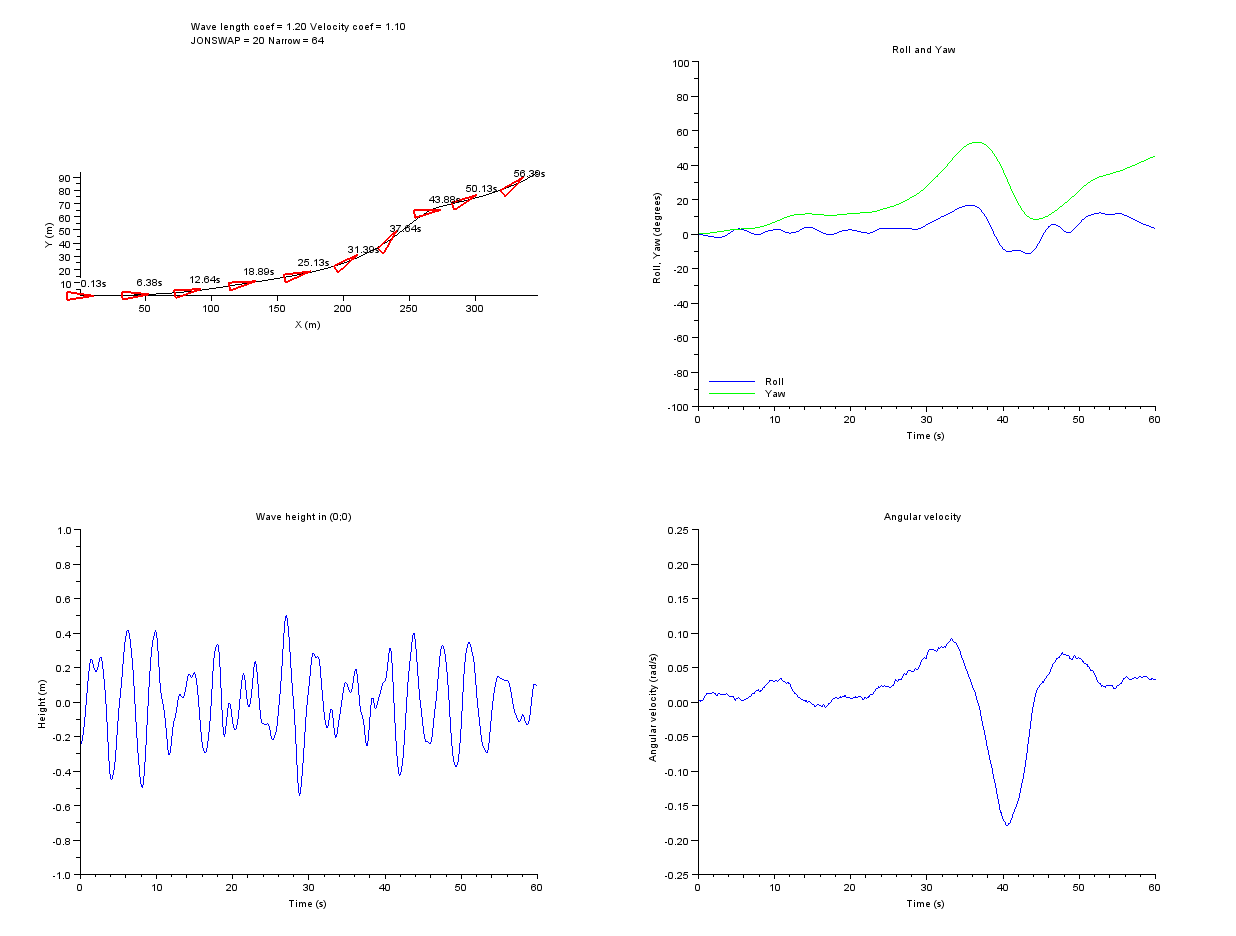 Wave length coef = 1.20 Velocity coef = 1.10
JONSWAP = 20 Narrow = 64
Y (m)
90
80
70
60
50
40
30
20
10
0.13s
6.38s
12.64s
18.89s
25.13s
31.39s
37.64s
43.88s
50.13s
56.39s
50
100
150
200
250
300
X (m)
Roll and Yaw
Roll, Yaw (degrees)
100
80
60
40
20
0
-20
-40
-60
-80
-100
Roll
Yaw
0
10
20
30
40
50
60
Time (s)
Wave height in (0;0)
Height (m)
1.0
0.8
0.6
0.4
0.2
0.0
-0.2
-0.4
-0.6
-0.8
-1.0
0
10
20
30
40
50
60
Time (s)
Angular velocity
Angular velocity (rad/s)
0.25
0.20
0.15
0.10
0.05
0.00
-0.05
-0.10
-0.15
-0.20
-0.25
0
10
20
30
40
50
60
Time (s)